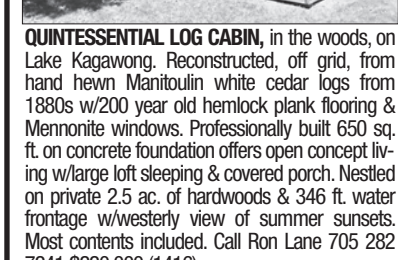 QUINTESSENTIAL LOG CABIN, in the woods, on
Lake Kagawong. Reconstructed, off grid, from
hand hewn Manitoulin white cedar logs from
1880s w/200 year old hemlock plank flooring &
Mennonite windows. Professionally built 650 sq.
ft. on concrete foundation offers open concept liv-
ing w/large loft sleeping & covered porch. Nestled
on private 2.5 ac. of hardwoods & 346 ft. water
frontage w/westerly view of summer sunsets.
Most contents included. Call Ron Lane 705 282